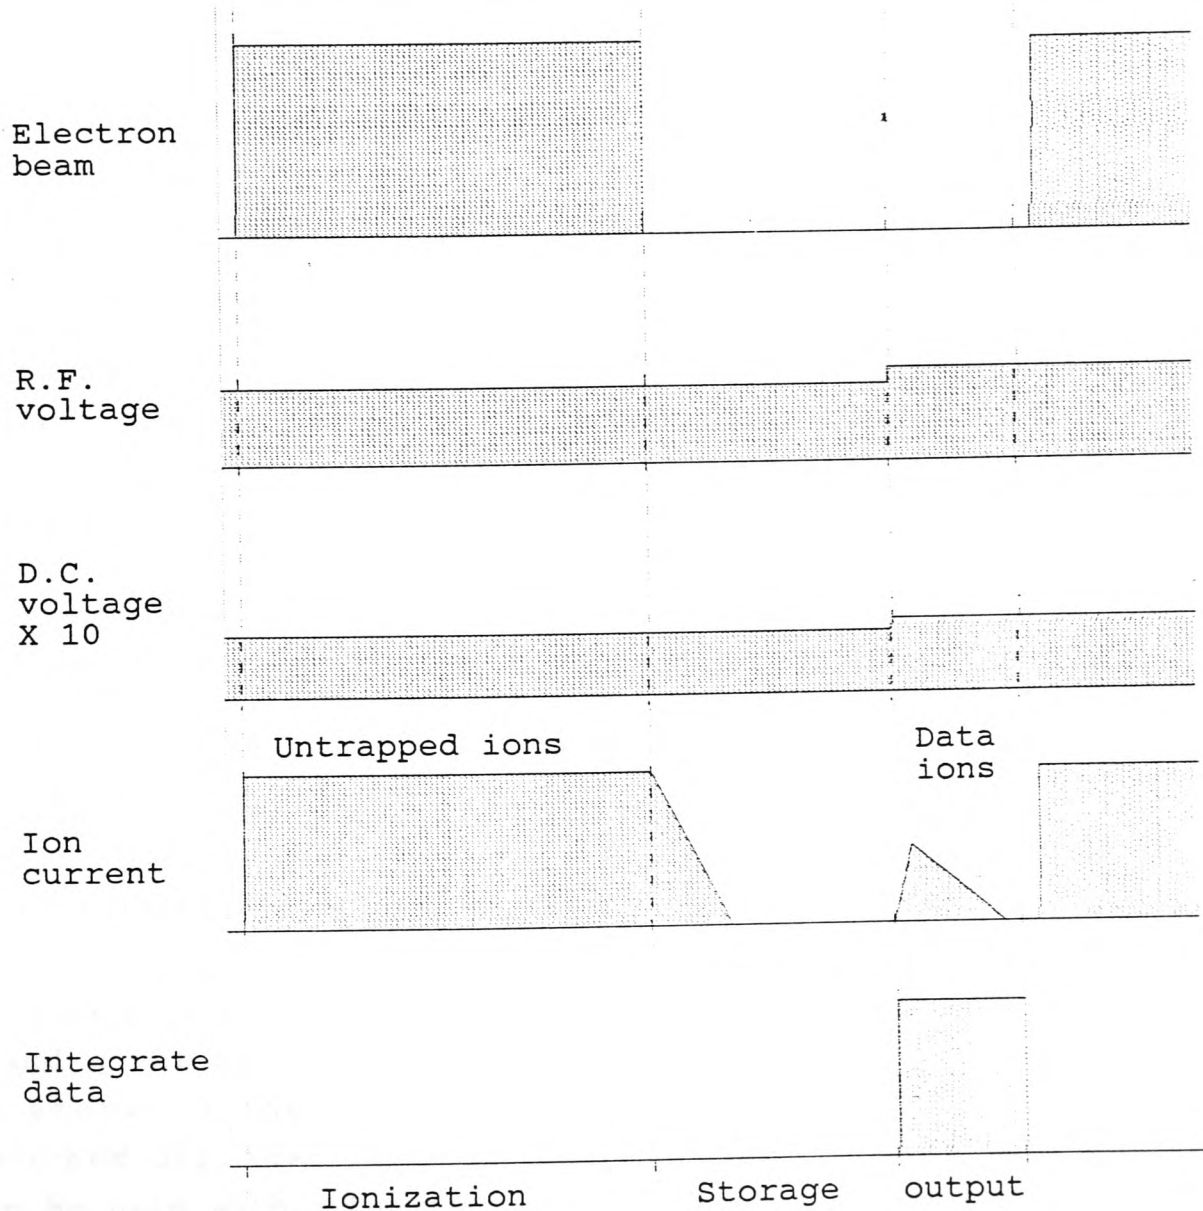 Electron
beam
R.F.
voltage
D.C.
voltage
X 10
Untrapped ions
Data
ions
Ion
current
Integrate
data
Ionization
Storage
output